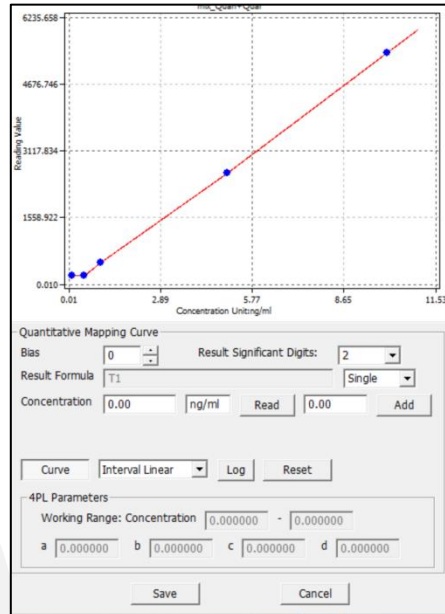 mix_Quan+Qual
6235.658
4676.746
3117.834
1558.922
0.010
Reading Value
0.01 2.89 5.77 8.65 11.53
Concentration Unit:ng/ml
Quantitative Mapping Curve
Bias 0 Result Significant Digits: 2
Result Formula T1 Single
Concentration 0.00 ng/ml Read 0.00 Add
Curve Interval Linear Log Reset
4PL Parameters
Working Range: Concentration 0.000000 - 0.000000
a 0.000000 b 0.000000 c 0.000000 d 0.000000
Save Cancel